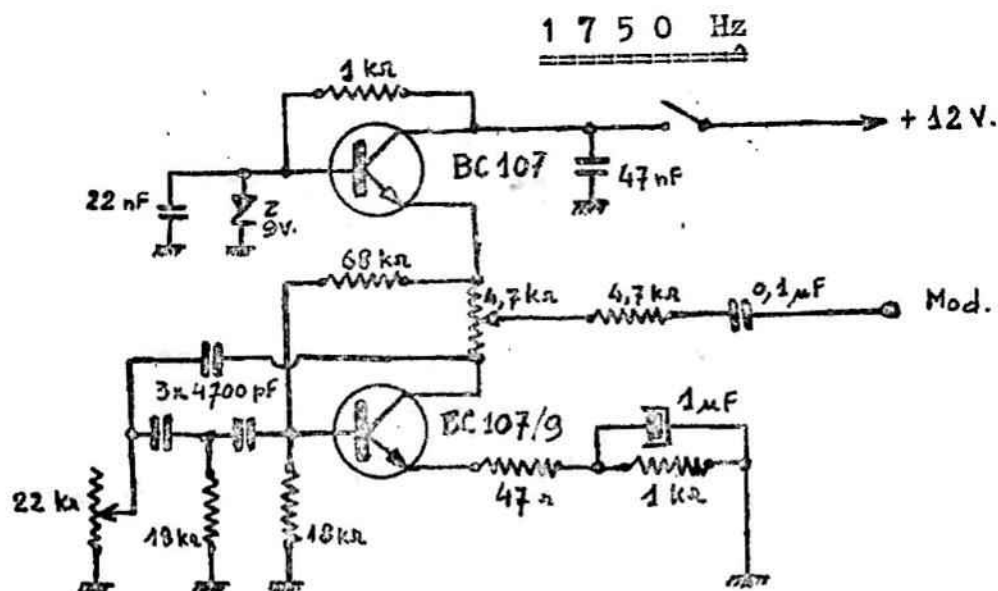 1 7 5 0 Hz
1 kΩ
+ 12 V.
BC 107
47 nF
22 nF
Z
9V.
68 kΩ
4,7 kΩ
4,7 kΩ
0,1 µF
Mod.
3x 4700 pF
BC 107/9
1 µF
22 kΩ
18 kΩ
18 kΩ
47 Ω
1 kΩ